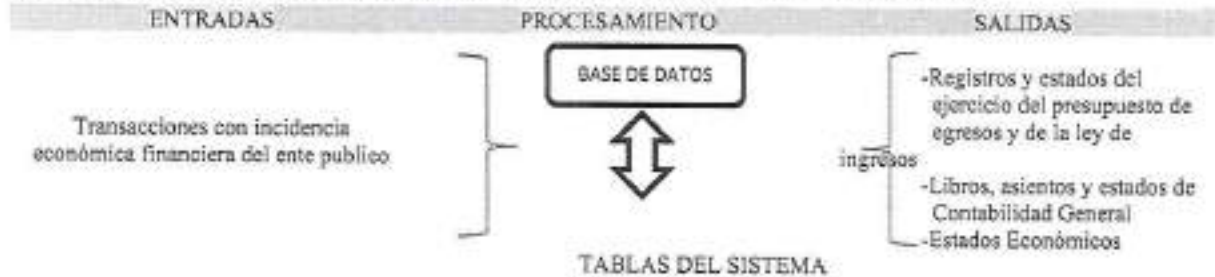 ENTRADAS PROCESAMIENTO SALIDAS
Transacciones con incidencia
económica financiera del ente publico
BASE DE DATOS
TABLAS DEL SISTEMA
-Registros y estados del
ejercicio del presupuesto de
egresos y de la ley de
ingresos
-Libros, asientos y estados de
Contabilidad General
-Estados Económicos